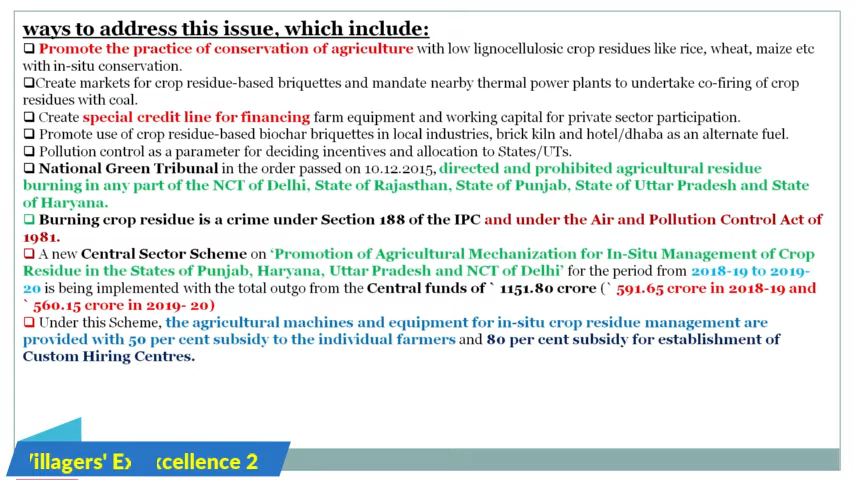 ways to address this issue, which include:
❑ Promote the practice of conservation of agriculture with low lignocellulosic crop residues like rice, wheat, maize etc
with in-situ conservation.
❑Create markets for crop residue-based briquettes and mandate nearby thermal power plants to undertake co-firing of crop
residues with coal.
❑ Create special credit line for financing farm equipment and working capital for private sector participation.
❑ Promote use of crop residue-based biochar briquettes in local industries, brick kiln and hotel/dhaba as an alternate fuel.
❑ Pollution control as a parameter for deciding incentives and allocation to States/UTs.
❑ National Green Tribunal in the order passed on 10.12.2015, directed and prohibited agricultural residue
burning in any part of the NCT of Delhi, State of Rajasthan, State of Punjab, State of Uttar Pradesh and State
of Haryana.
❑ Burning crop residue is a crime under Section 188 of the IPC and under the Air and Pollution Control Act of
1981.
❑ A new Central Sector Scheme on ‘Promotion of Agricultural Mechanization for In-Situ Management of Crop
Residue in the States of Punjab, Haryana, Uttar Pradesh and NCT of Delhi’ for the period from 2018-19 to 2019-
20 is being implemented with the total outgo from the Central funds of ` 1151.80 crore (` 591.65 crore in 2018-19 and
` 560.15 crore in 2019- 20)
❑ Under this Scheme, the agricultural machines and equipment for in-situ crop residue management are
provided with 50 per cent subsidy to the individual farmers and 80 per cent subsidy for establishment of
Custom Hiring Centres.
Villagers' Ex xcellence 2